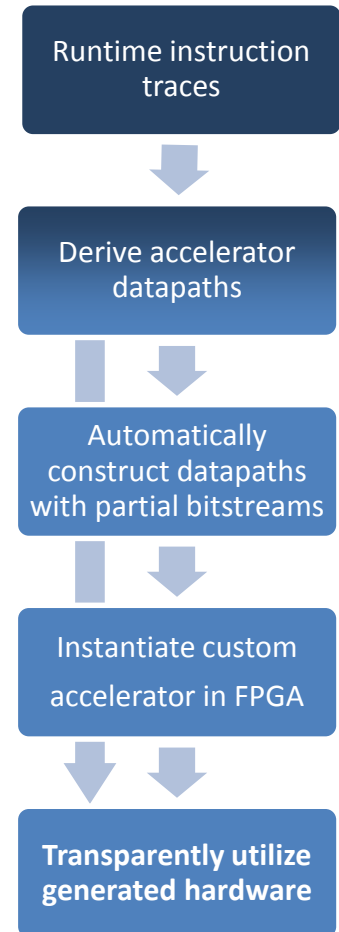 Runtime instruction
traces
Derive accelerator
datapaths
Automatically
construct datapaths
with partial bitstreams
Instantiate custom
accelerator in FPGA
Transparently utilize
generated hardware